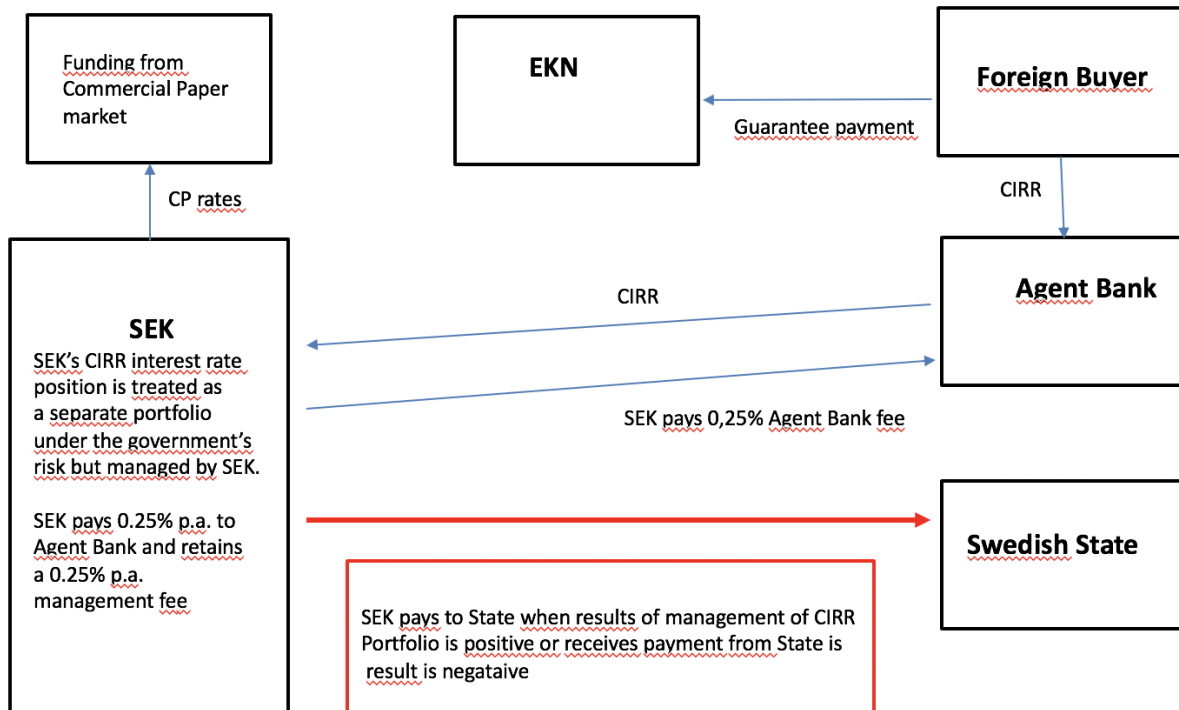 Funding from
Commercial Paper
market
EKN
Foreign Buyer
Guarantee payment
CP rates
CIRR
SEK
SEK’s CIRR interest rate
position is treated as
a separate portfolio
under the government’s
risk but managed by SEK.
SEK pays 0.25% p.a. to
Agent Bank and retains
a 0.25% p.a.
management fee
CIRR
Agent Bank
SEK pays 0,25% Agent Bank fee
Swedish State
SEK pays to State when results of management of CIRR
Portfolio is positive or receives payment from State is
result is negataive